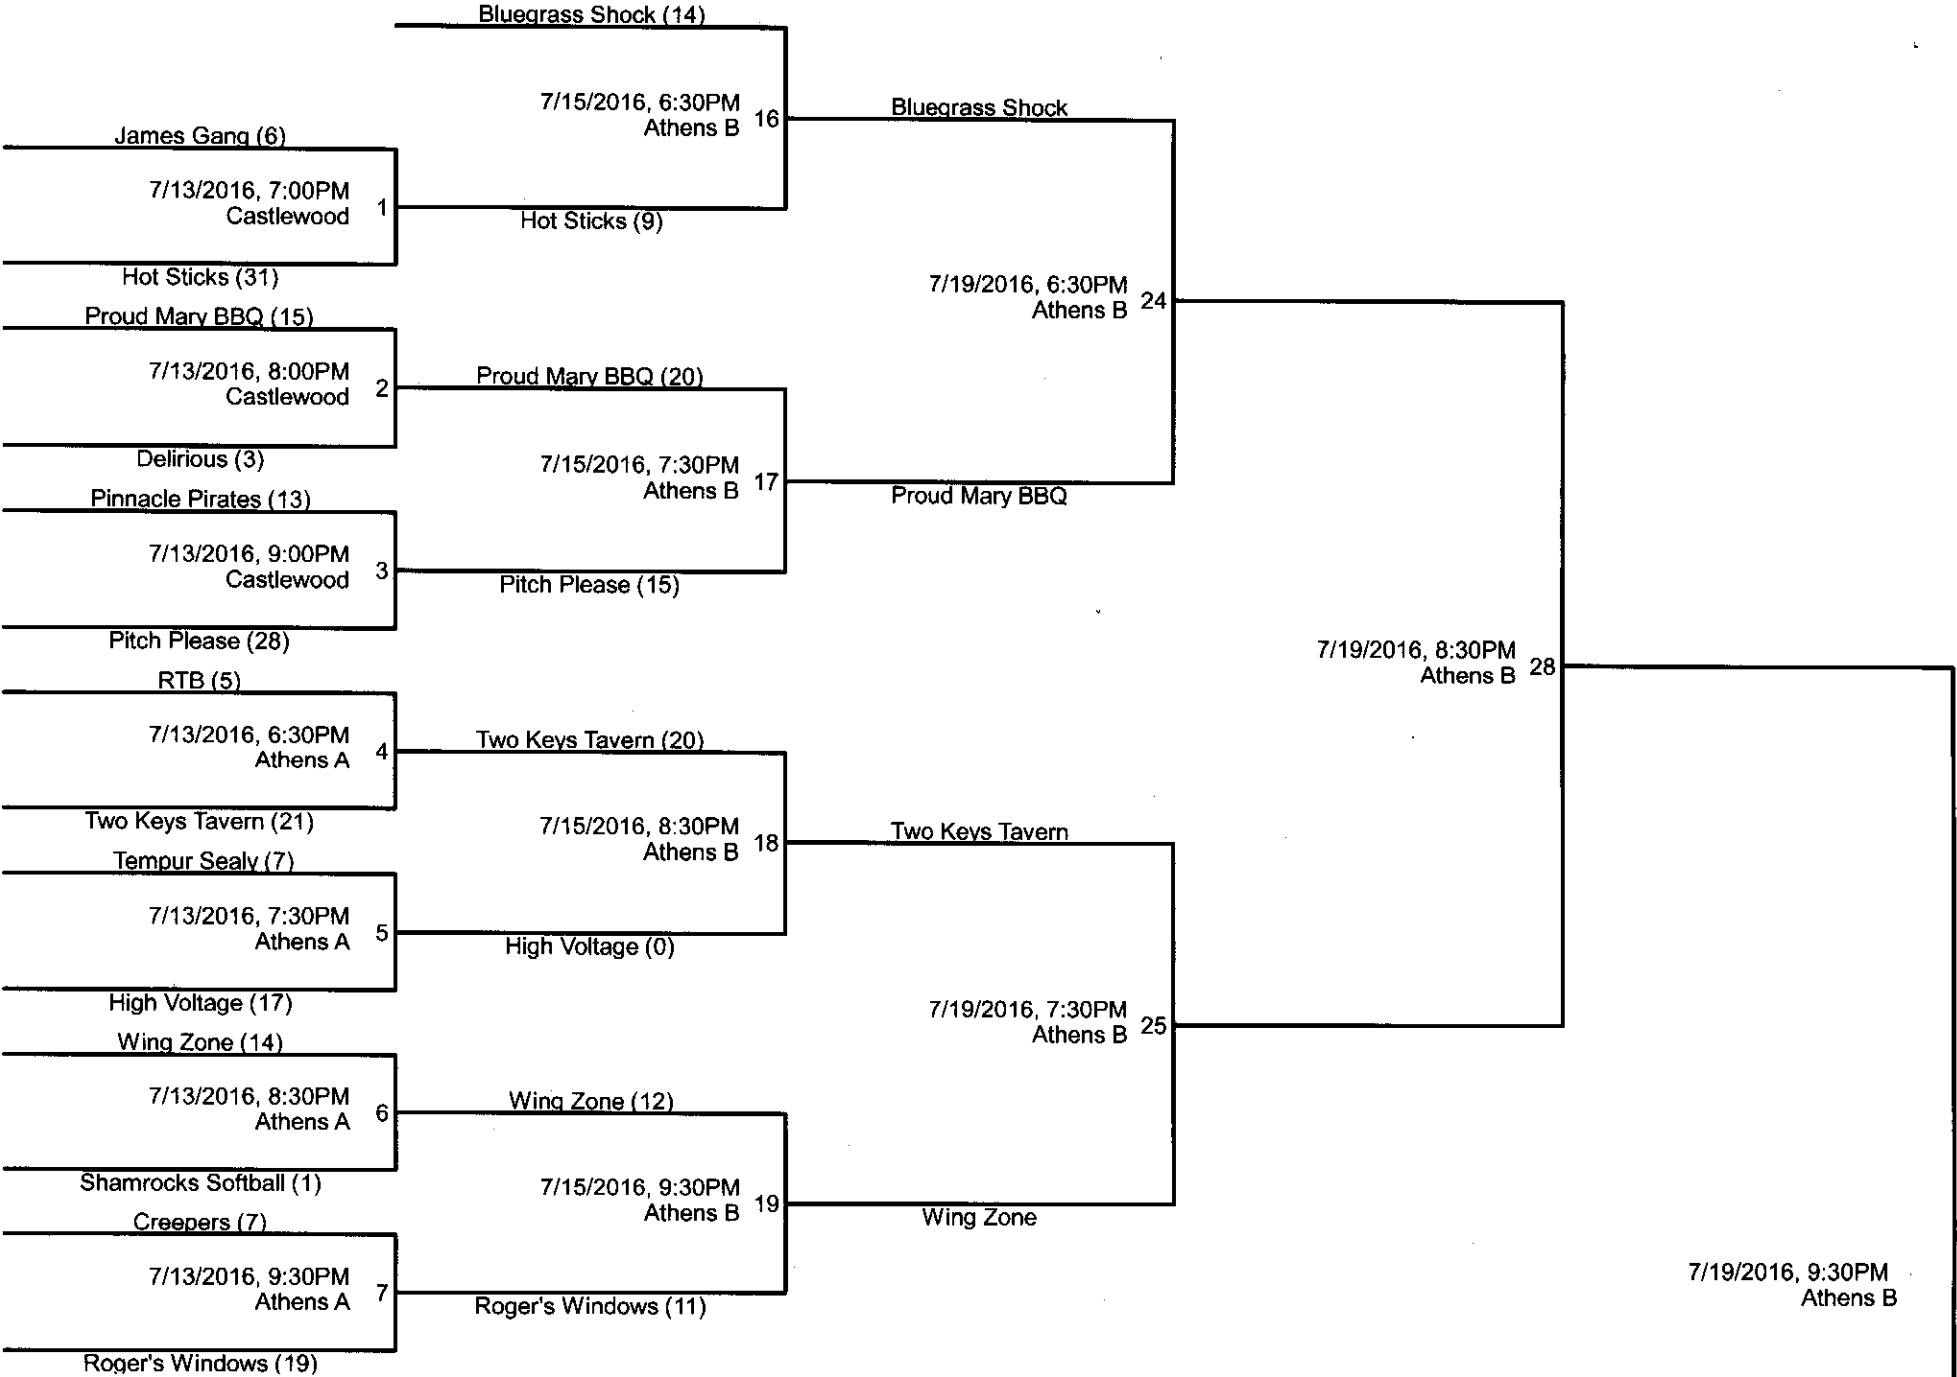 Bluegrass Shock (14)
7/15/2016, 6:30PM
Athens B 16
Bluegrass Shock
James Gang (6)
7/13/2016, 7:00PM
Castlewood 1
Hot Sticks (9)
Hot Sticks (31)
7/19/2016, 6:30PM
Athens B 24
Proud Mary BBQ (15)
7/13/2016, 8:00PM
Castlewood 2
Proud Mary BBQ (20)
Delirious (3)
7/15/2016, 7:30PM
Athens B 17
Proud Mary BBQ
Pinnacle Pirates (13)
7/13/2016, 9:00PM
Castlewood 3
Pitch Please (15)
Pitch Please (28)
7/19/2016, 8:30PM
Athens B 28
RTB (5)
7/13/2016, 6:30PM
Athens A 4
Two Keys Tavern (20)
Two Keys Tavern (21)
7/15/2016, 8:30PM
Athens B 18
Two Keys Tavern
Tempur Sealy (7)
7/13/2016, 7:30PM
Athens A 5
High Voltage (0)
High Voltage (17)
7/19/2016, 7:30PM
Athens B 25
Wing Zone (14)
7/13/2016, 8:30PM
Athens A 6
Wing Zone (12)
Shamrocks Softball (1)
7/15/2016, 9:30PM
Athens B 19
Wing Zone
Creepers (7)
7/13/2016, 9:30PM
Athens A 7
Roger's Windows (11)
Roger's Windows (19)
7/19/2016, 9:30PM
Athens B